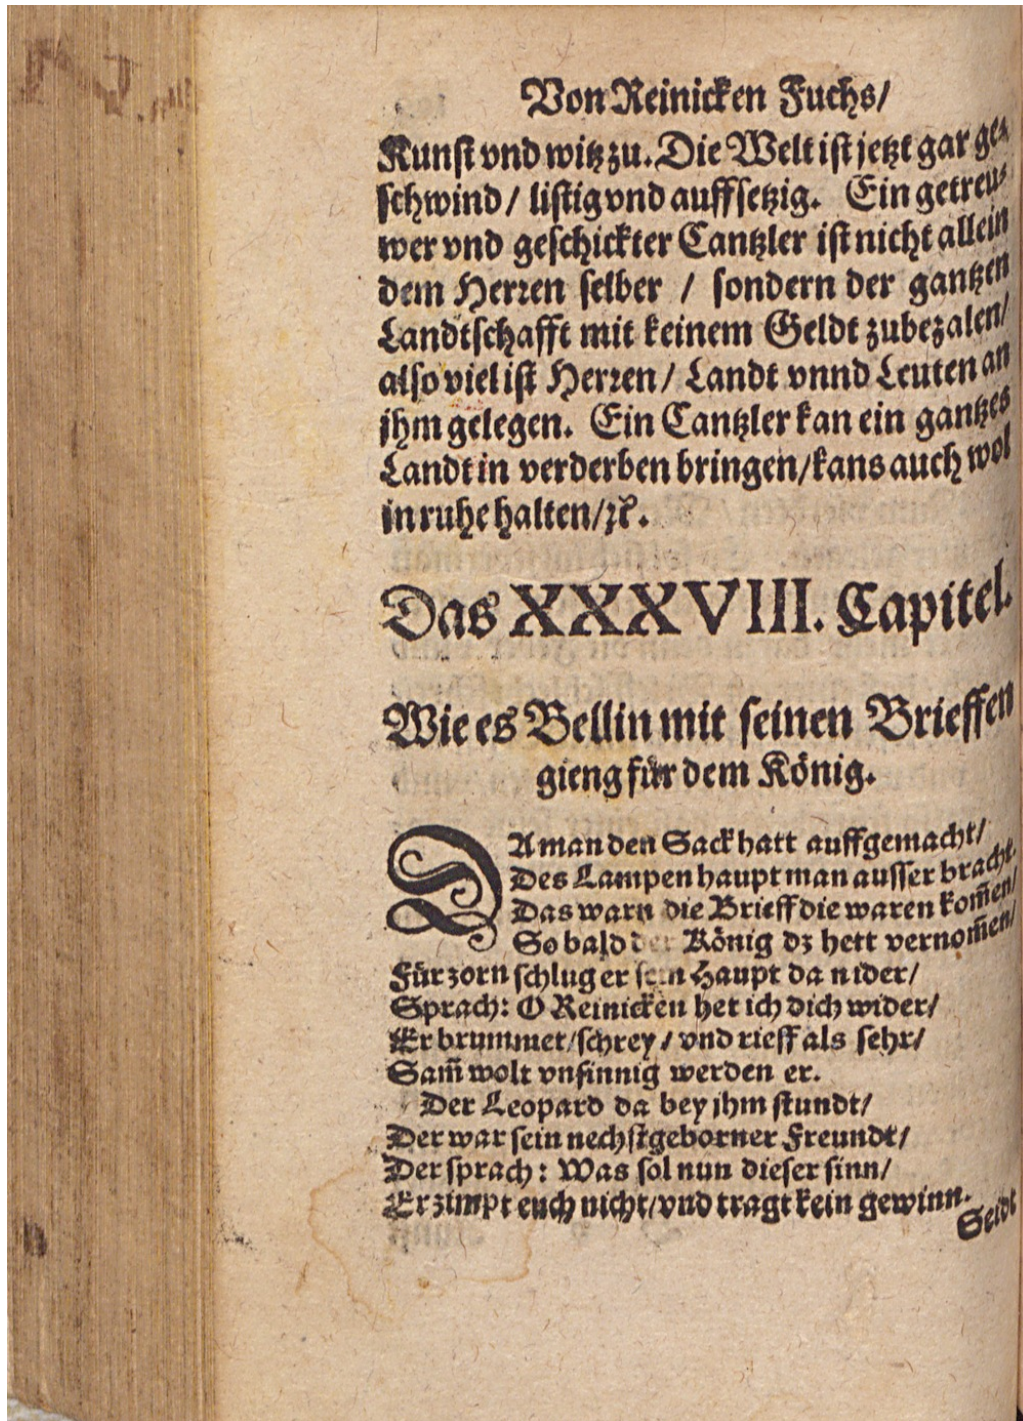 Von Reinicken Fuchs/
Kunst vnd witz zu. Die Welt ist jetzt gar ge⸗
schwind / listig vnd auffsetzig. Ein getreu⸗
wer vnd geschickter Cantzler ist nicht allein
dem Herren selber / sondern der gantzen
Landtschafft mit keinem Geldt zubezalen/
also viel ist Herren / Landt vnnd Leuten an
jhm gelegen. Ein Cantzler kan ein gantzes
Landt in verderben bringen/kans auch wol
in ruhe halten/ꝛc.
Das XXXVIII. Capitel.
Wie es Bellin mit seinen Brieffen
gieng für dem König.
DA man den Sack hatt auffgemacht/
Des Lampen haupt man ausser bracht.
Das warn die Brieff die waren kom̃en/
So bald der König dz hett vernom̃en/
Für zorn schlug er sein Haupt da nider/
Sprach: O Reinicken het ich dich wider/
Er brummet/schrey / vnd rieff als sehr/
Sam̃ wolt vnsinnig werden er.
Der Leopard da bey jhm stundt/
Der war sein nechstgeborner Freundt/
Der sprach: Was sol nun dieser sinn/
Er zimpt euch nicht/vnd tragt kein gewinn.
Seidt